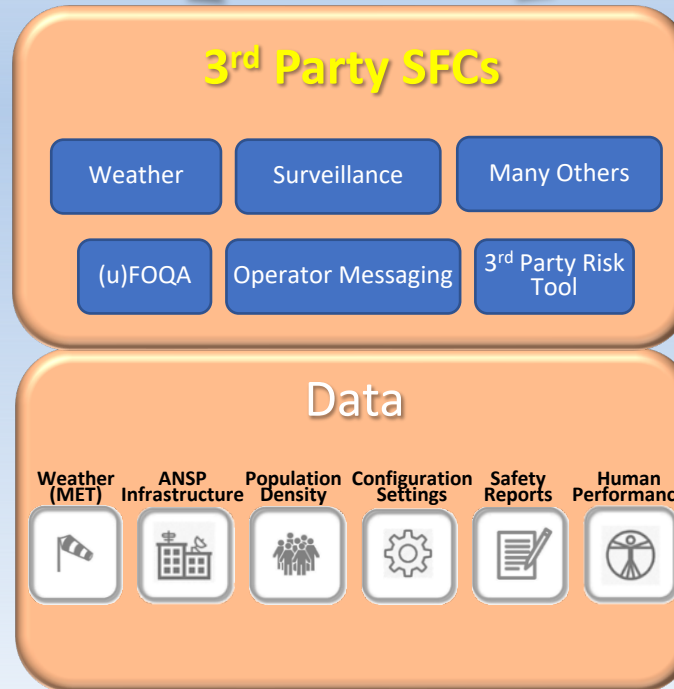 3rd Party SFCs
Weather
Surveillance
Many Others
(u)FOQA
Operator Messaging
3rd Party Risk
Tool
Data
Weather
(MET)
ANSP
Infrastructure
Population
Density
Configuration
Settings
Safety
Reports
Human
Performanc